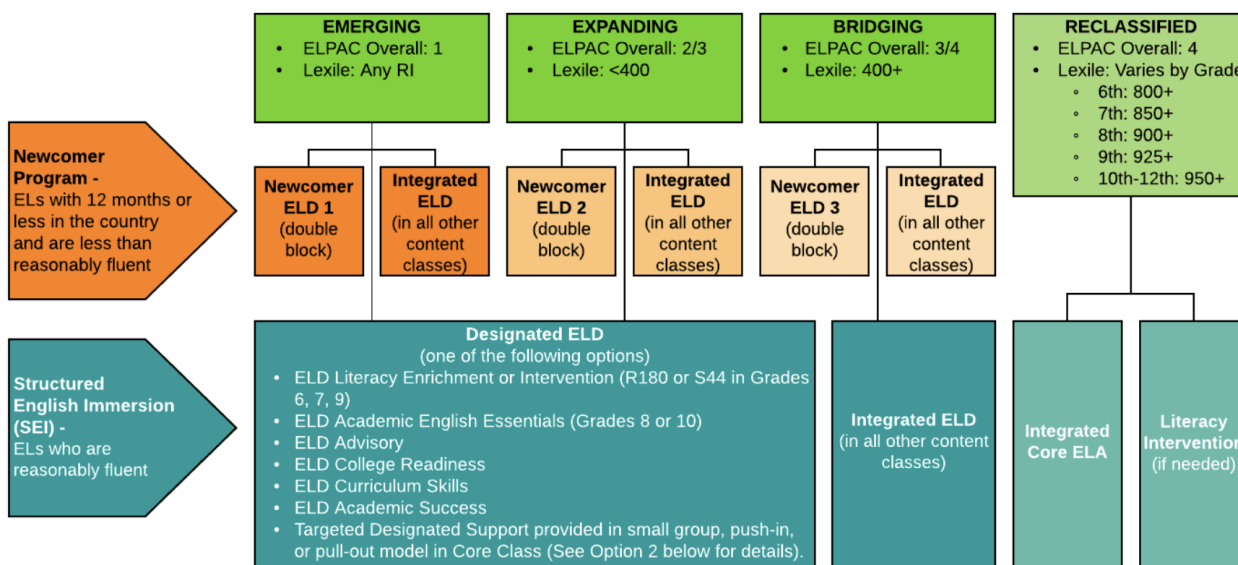 EMERGING
• ELPAC Overall: 1
• Lexile: Any RI
EXPANDING
• ELPAC Overall: 2/3
• Lexile: <400
BRIDGING
• ELPAC Overall: 3/4
• Lexile: 400+
RECLASSIFIED
• ELPAC Overall: 4
• Lexile: Varies by Grade
◦ 6th: 800+
◦ 7th: 850+
◦ 8th: 900+
◦ 9th: 925+
◦ 10th-12th: 950+
Newcomer
Program -
ELs with 12 months or
less in the country
and are less than
reasonably fluent
Newcomer
ELD 1
(double
block)
Integrated
ELD
(in all other
content
classes)
Newcomer
ELD 2
(double
block)
Integrated
ELD
(in all other
content
classes)
Newcomer
ELD 3
(double
block)
Integrated
ELD
(in all other
content
classes)
Structured
English Immersion
(SEI) -
ELs who are
reasonably fluent
Designated ELD
(one of the following options)
• ELD Literacy Enrichment or Intervention (R180 or S44 in Grades
6, 7, 9)
• ELD Academic English Essentials (Grades 8 or 10)
• ELD Advisory
• ELD College Readiness
• ELD Curriculum Skills
• ELD Academic Success
• Targeted Designated Support provided in small group, push-in,
or pull-out model in Core Class (See Option 2 below for details).
Integrated ELD
(in all other content
classes)
Integrated
Core ELA
Literacy
Intervention
(if needed)